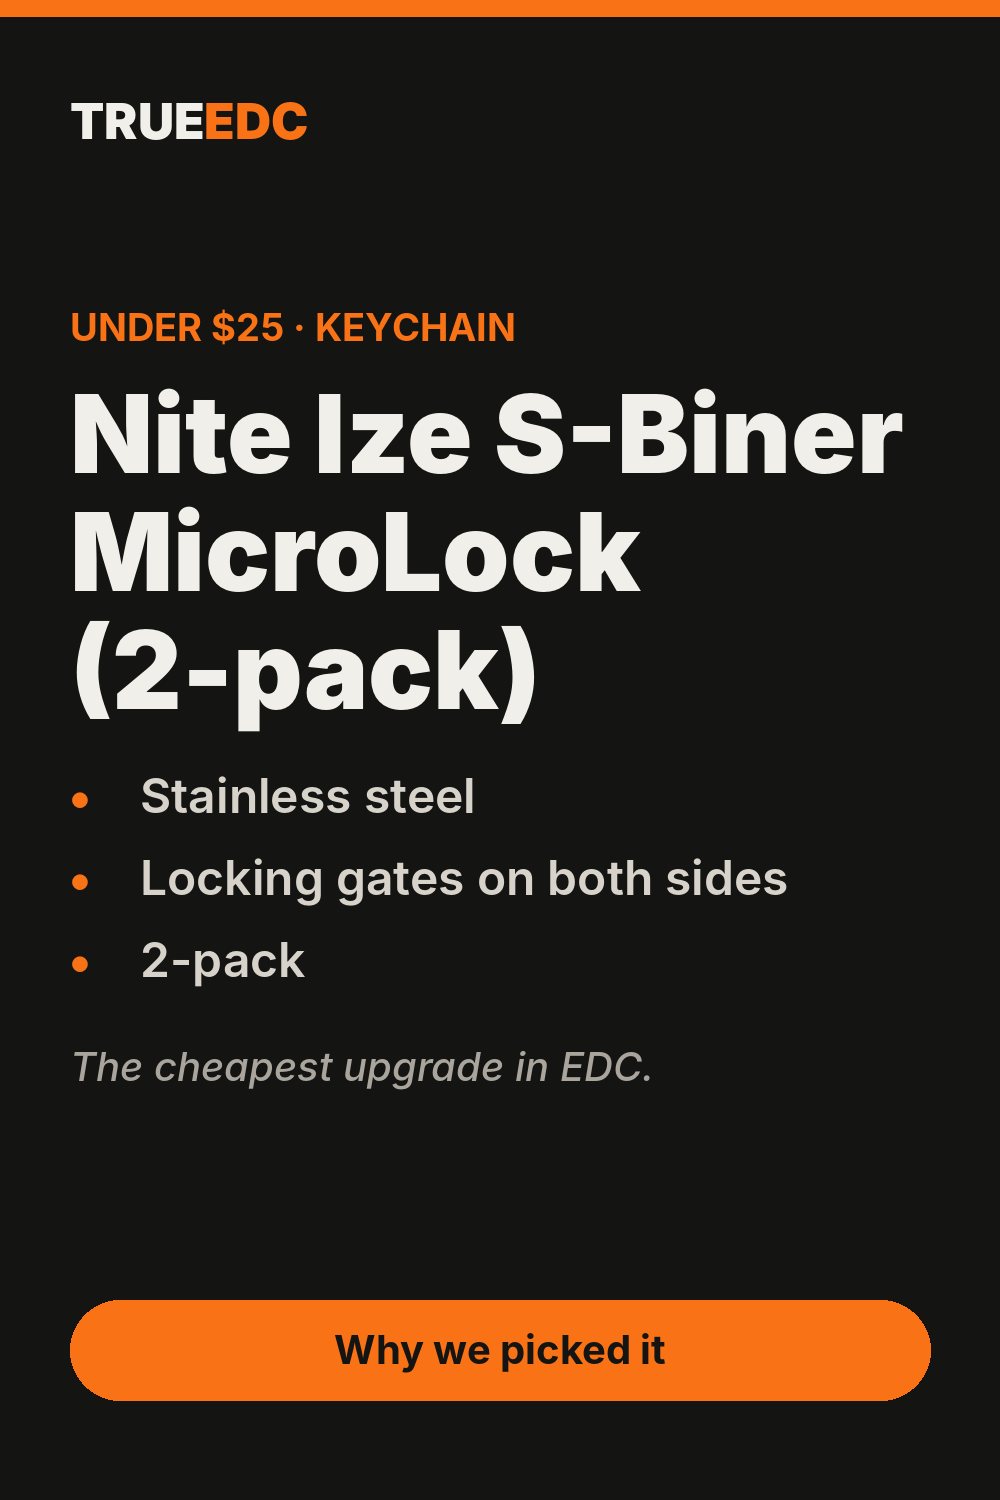 TRUEEDC
UNDER $25 · KEYCHAIN
Nite Ize S-Biner
MicroLock
(2-pack)
• Stainless steel
• Locking gates on both sides
• 2-pack
The cheapest upgrade in EDC.
Why we picked it